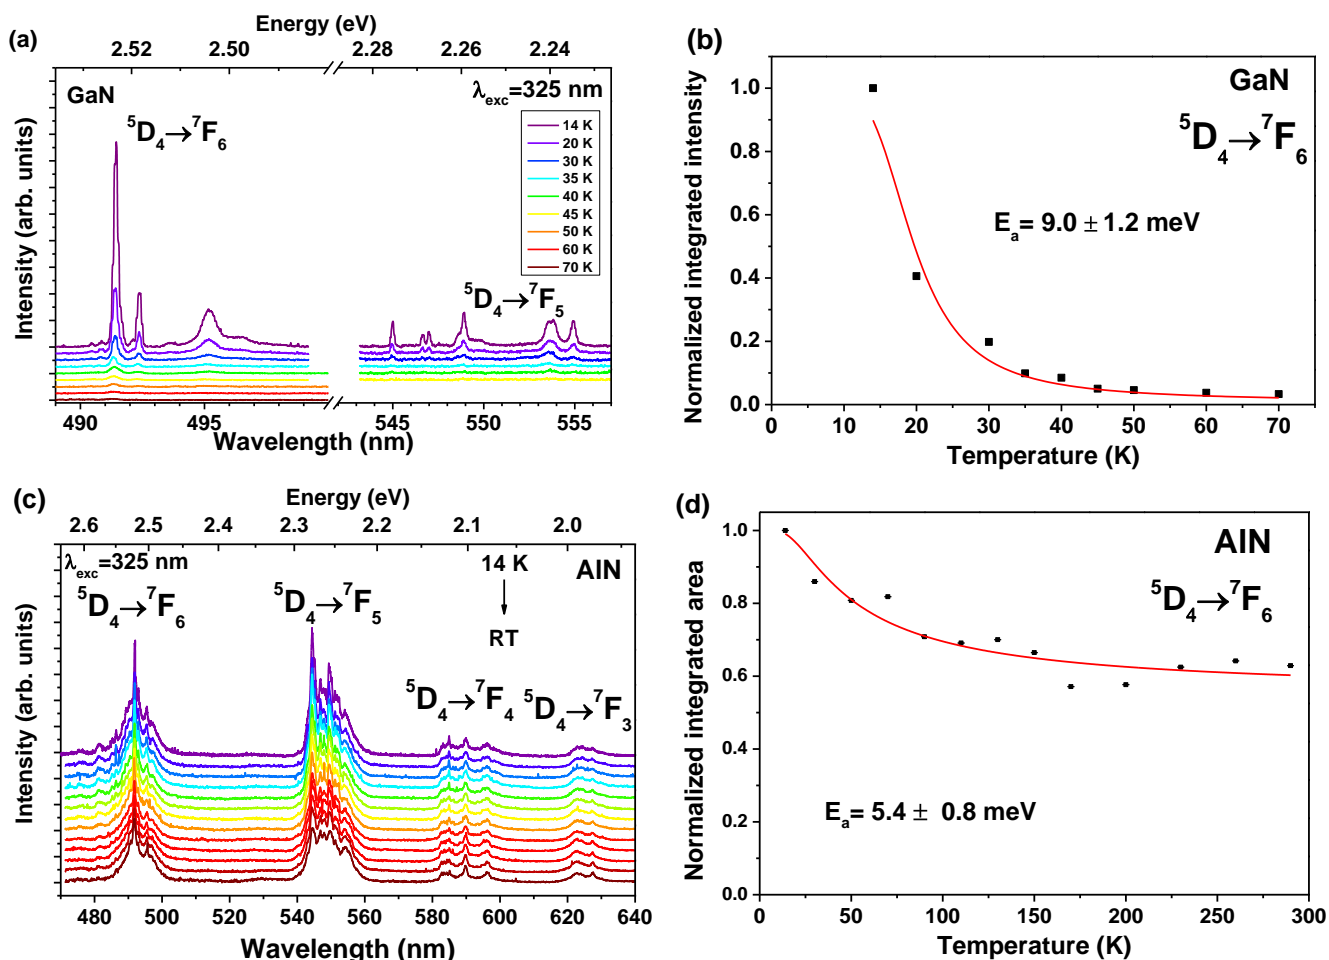 (a)
Energy (eV)
2.52 2.50 2.28 2.26 2.24
GaN
λexc=325 nm
⁵D₄→⁷F₆
14 K
20 K
30 K
35 K
40 K
45 K
50 K
60 K
70 K
⁵D₄→⁷F₅
Intensity (arb. units)
490 495 545 550 555
Wavelength (nm)
(b)
GaN
⁵D₄→⁷F₆
Eₐ= 9.0 ± 1.2 meV
Normalized integrated intensity
1.0
0.8
0.6
0.4
0.2
0.0
0 10 20 30 40 50 60 70
Temperature (K)
(c)
Energy (eV)
2.6 2.5 2.4 2.3 2.2 2.1 2.0
λexc=325 nm
14 K
AlN
⁵D₄→⁷F₆
⁵D₄→⁷F₅
RT
⁵D₄→⁷F₄
⁵D₄→⁷F₃
Intensity (arb. units)
480 500 520 540 560 580 600 620 640
Wavelength (nm)
(d)
AlN
⁵D₄→⁷F₆
Eₐ= 5.4 ± 0.8 meV
Normalized integrated area
1.0
0.8
0.6
0.4
0.2
0.0
0 50 100 150 200 250 300
Temperature (K)